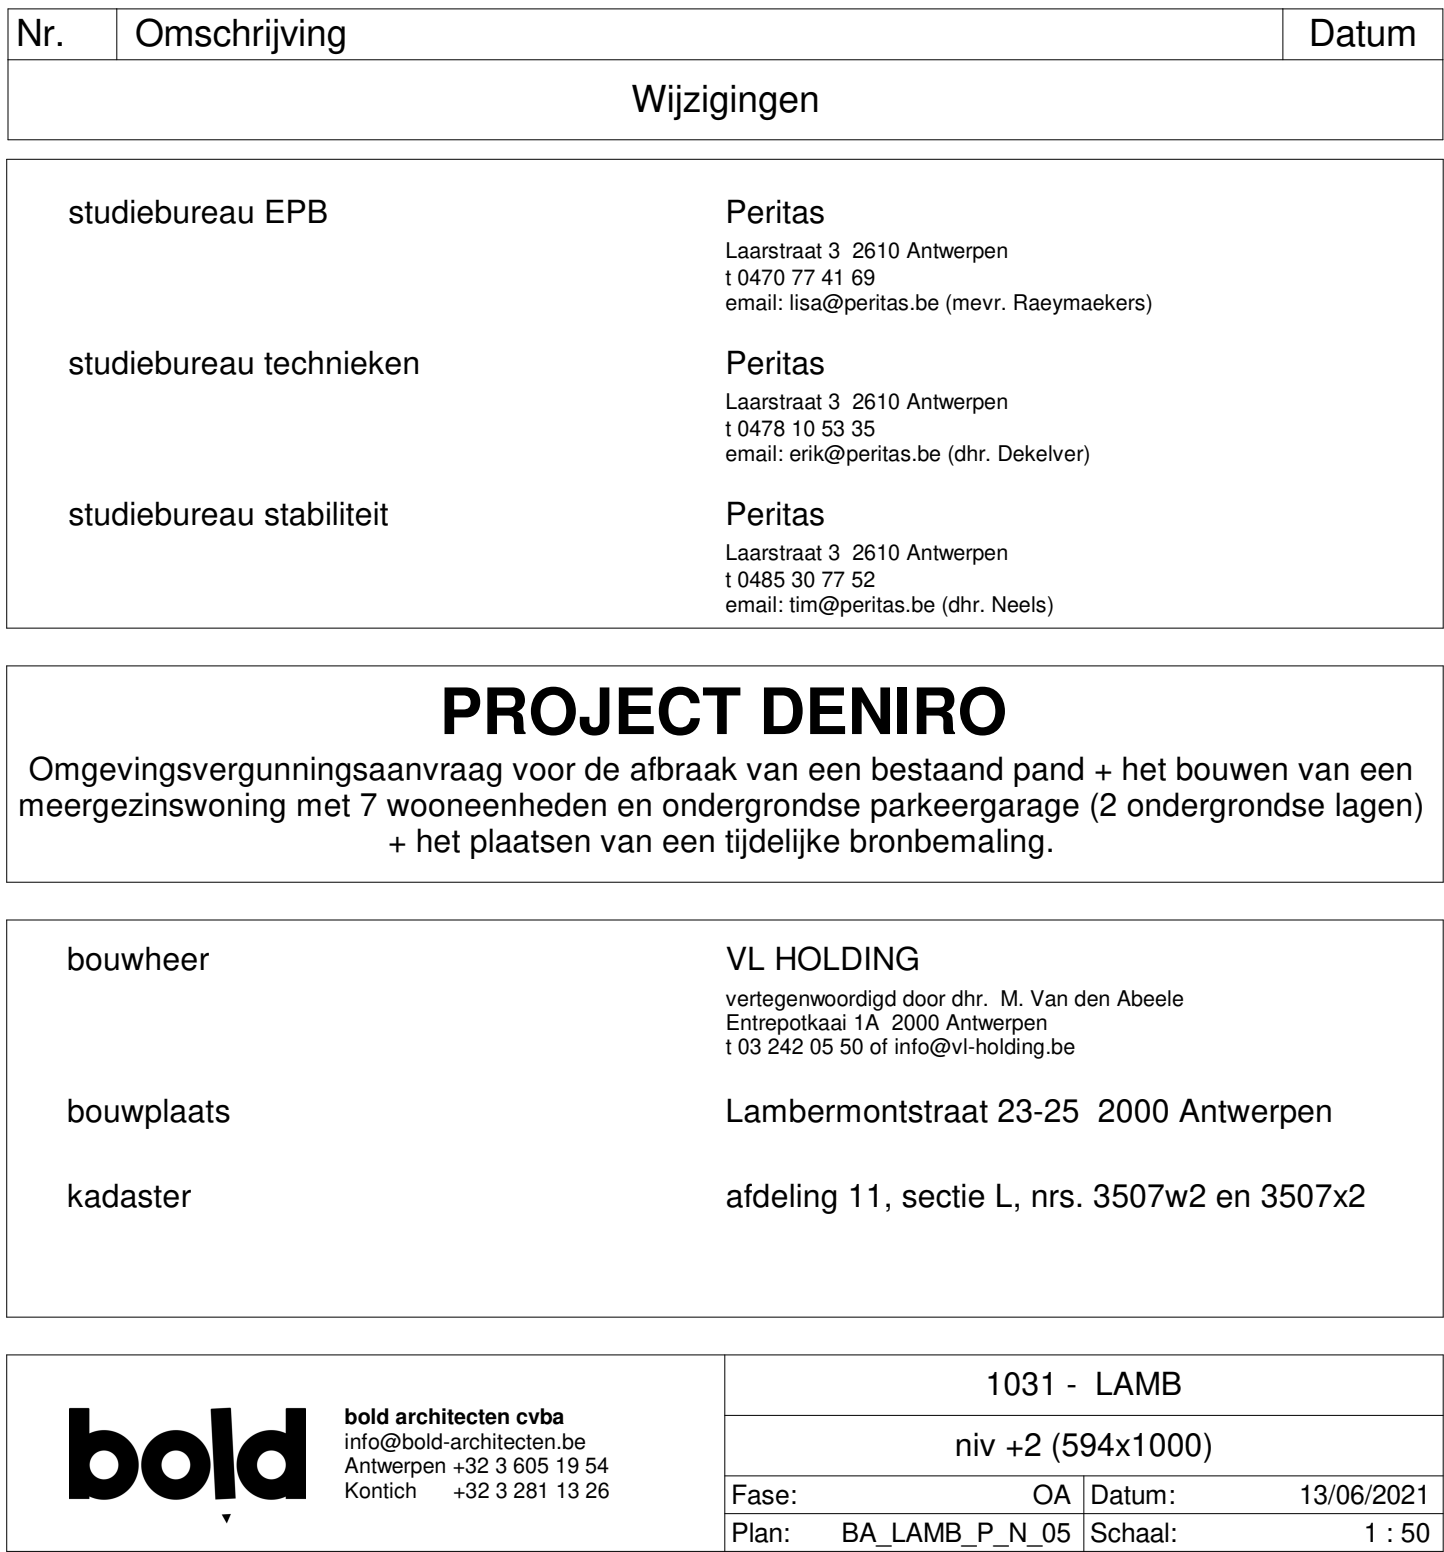 Nr. Omschrijving Datum
Wijzigingen
studiebureau EPB Peritas
Laarstraat 3  2610 Antwerpen
t 0470 77 41 69
email: lisa@peritas.be (mevr. Raeymaekers)
studiebureau technieken Peritas
Laarstraat 3  2610 Antwerpen
t 0478 10 53 35
email: erik@peritas.be (dhr. Dekelver)
studiebureau stabiliteit Peritas
Laarstraat 3  2610 Antwerpen
t 0485 30 77 52
email: tim@peritas.be (dhr. Neels)
PROJECT DENIRO
Omgevingsvergunningsaanvraag voor de afbraak van een bestaand pand + het bouwen van een
meergezinswoning met 7 wooneenheden en ondergrondse parkeergarage (2 ondergrondse lagen)
+ het plaatsen van een tijdelijke bronbemaling.
bouwheer VL HOLDING
vertegenwoordigd door dhr.  M. Van den Abeele
Entrepotkaai 1A  2000 Antwerpen
t 03 242 05 50 of info@vl-holding.be
bouwplaats Lambermontstraat 23-25  2000 Antwerpen
kadaster afdeling 11, sectie L, nrs. 3507w2 en 3507x2
bold
bold architecten cvba
info@bold-architecten.be
Antwerpen +32 3 605 19 54
Kontich +32 3 281 13 26
1031 -  LAMB
niv +2 (594x1000)
Fase: OA Datum: 13/06/2021
Plan: BA_LAMB_P_N_05 Schaal: 1 : 50